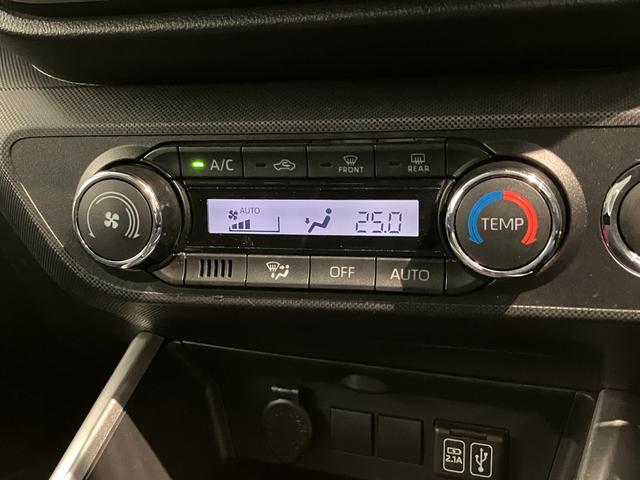 A/C
FRONT
REAR
AUTO
25.0
TEMP
OFF
AUTO
2.1A